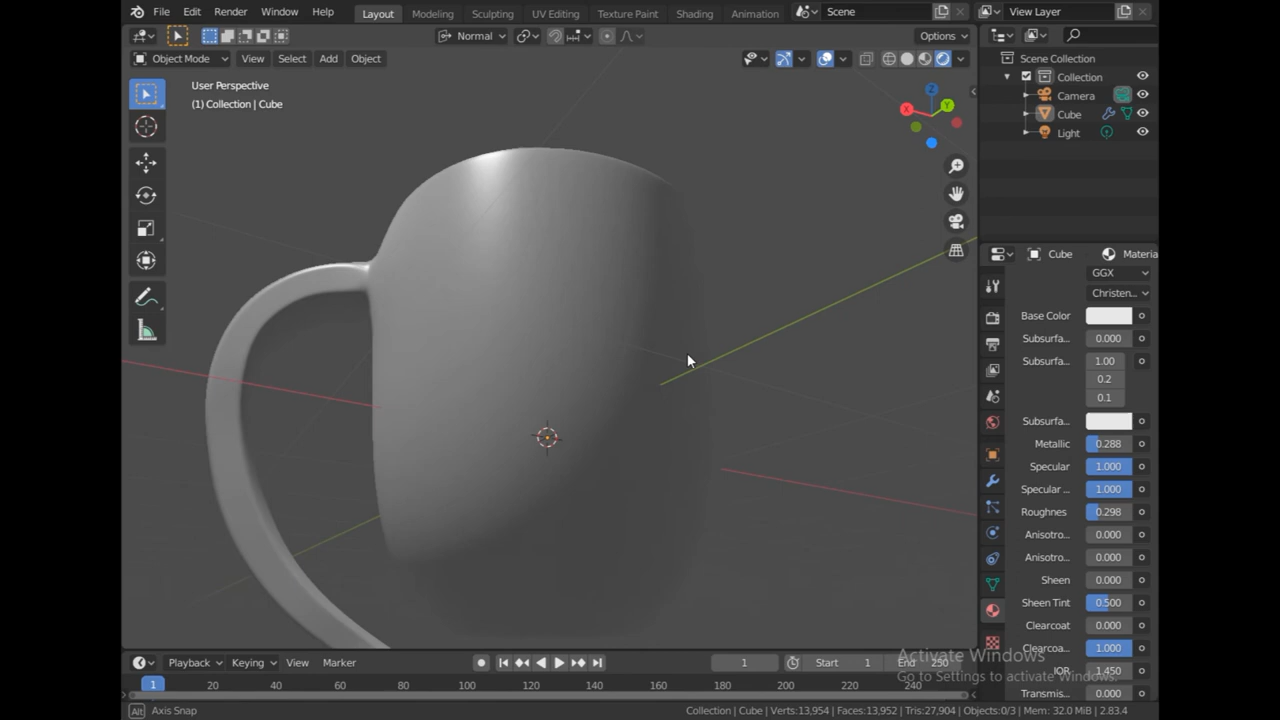 File Edit Render Window Help Layout Modeling Sculpting UV Editing Texture Paint Shading Animation Scene View Layer
Normal Options
Object Mode View Select Add Object
User Perspective
(1) Collection | Cube
Scene Collection
Collection
Camera
Cube
Light
X Y Z
Cube Materia
GGX
Christen...
Base Color
Subsurfa... 0.000
Subsurfa... 1.00
0.2
0.1
Subsurfa...
Metallic 0.288
Specular 1.000
Specular ... 1.000
Roughnes 0.298
Anisotro... 0.000
Anisotro... 0.000
Sheen 0.000
Sheen Tint 0.500
Clearcoat 0.000
Clearcoa... 1.000
IOR 1.450
Transmis... 0.000
Activate Windows
Go to Settings to activate Windows.
Playback Keying View Marker 1 Start 1 End 250
1 20 40 60 80 100 120 140 160 180 200 220 240
Alt Axis Snap Collection | Cube | Verts:13,954 | Faces:13,952 | Tris:27,904 | Objects:0/3 | Mem: 32.0 MiB | 2.83.4